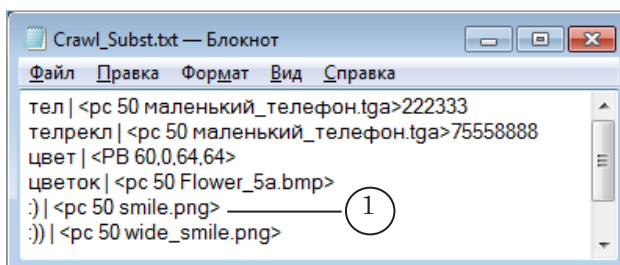 Crawl_Subst.txt — Блокнот
Файл Правка Формат Вид Справка
тел | <pc 50 маленький_телефон.tga>222333
телрекл | <pc 50 маленький_телефон.tga>75558888
цвет | <PB 60,0,64,64>
цветок | <pc 50 Flower_5a.bmp>
:) | <pc 50 smile.png> 1
:)) | <pc 50 wide_smile.png>